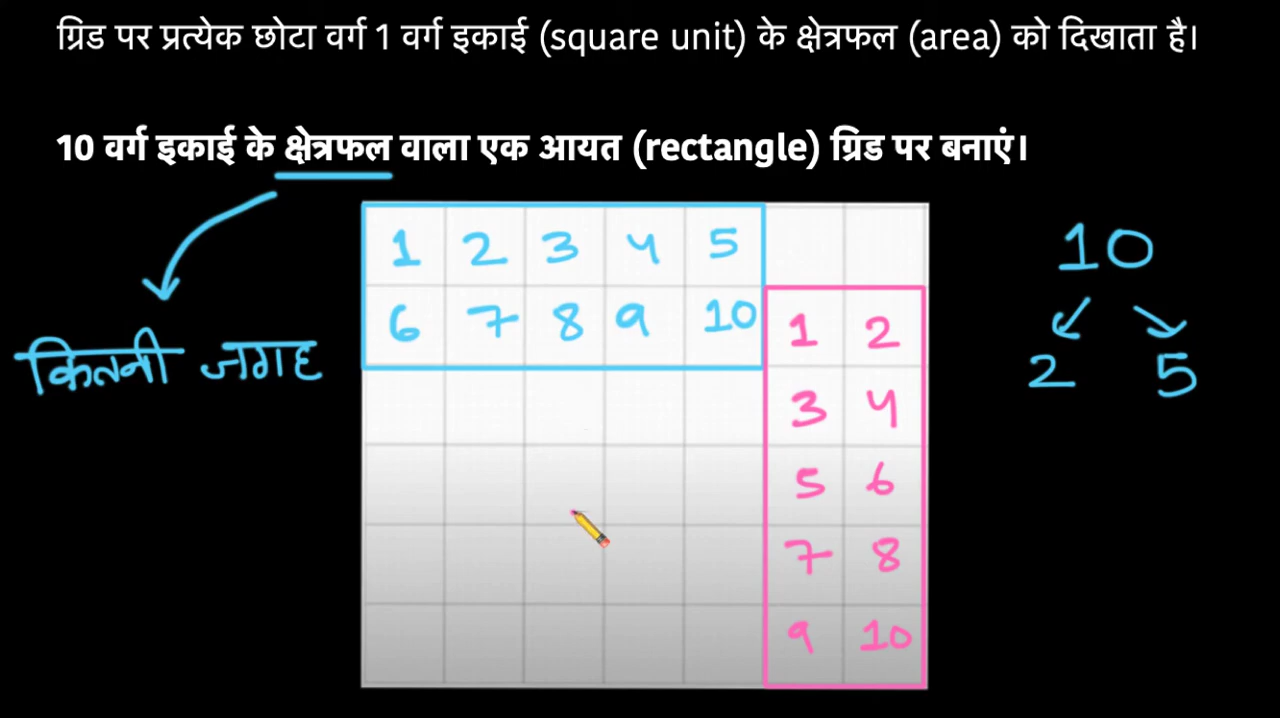 ग्रिड पर प्रत्येक छोटा वर्ग 1 वर्ग इकाई (square unit) के क्षेत्रफल (area) को दिखाता है।
10 वर्ग इकाई के क्षेत्रफल वाला एक आयत (rectangle) ग्रिड पर बनाएं।
1 2 3 4 5
6 7 8 9 10
1 2
3 4
5 6
7 8
9 10
कितनी जगह
10
2 5